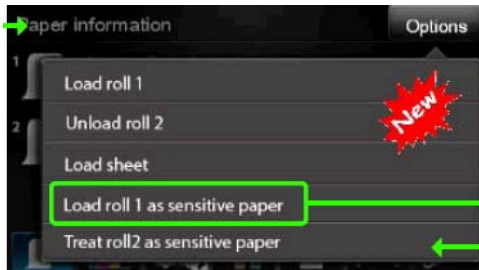 Paper information
Options
1
Load roll 1
Unload roll 2
New
2
Load sheet
Load roll 1 as sensitive paper
Treat roll2 as sensitive paper